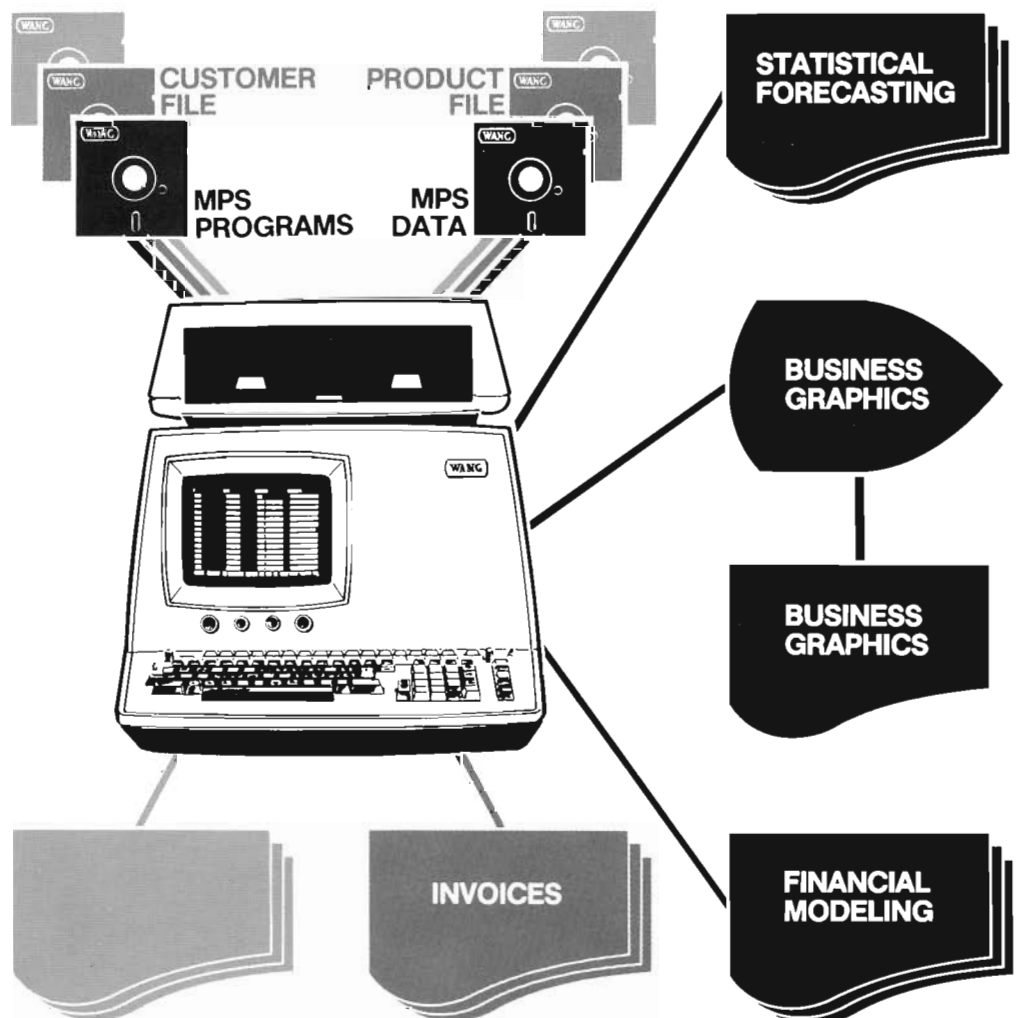 WANG
WANG
CUSTOMER
FILE
PRODUCT
FILE
WANG
WANG
WANG
MPS
PROGRAMS
MPS
DATA
WANG
WANG
STATISTICAL
FORECASTING
BUSINESS
GRAPHICS
BUSINESS
GRAPHICS
INVOICES
FINANCIAL
MODELING